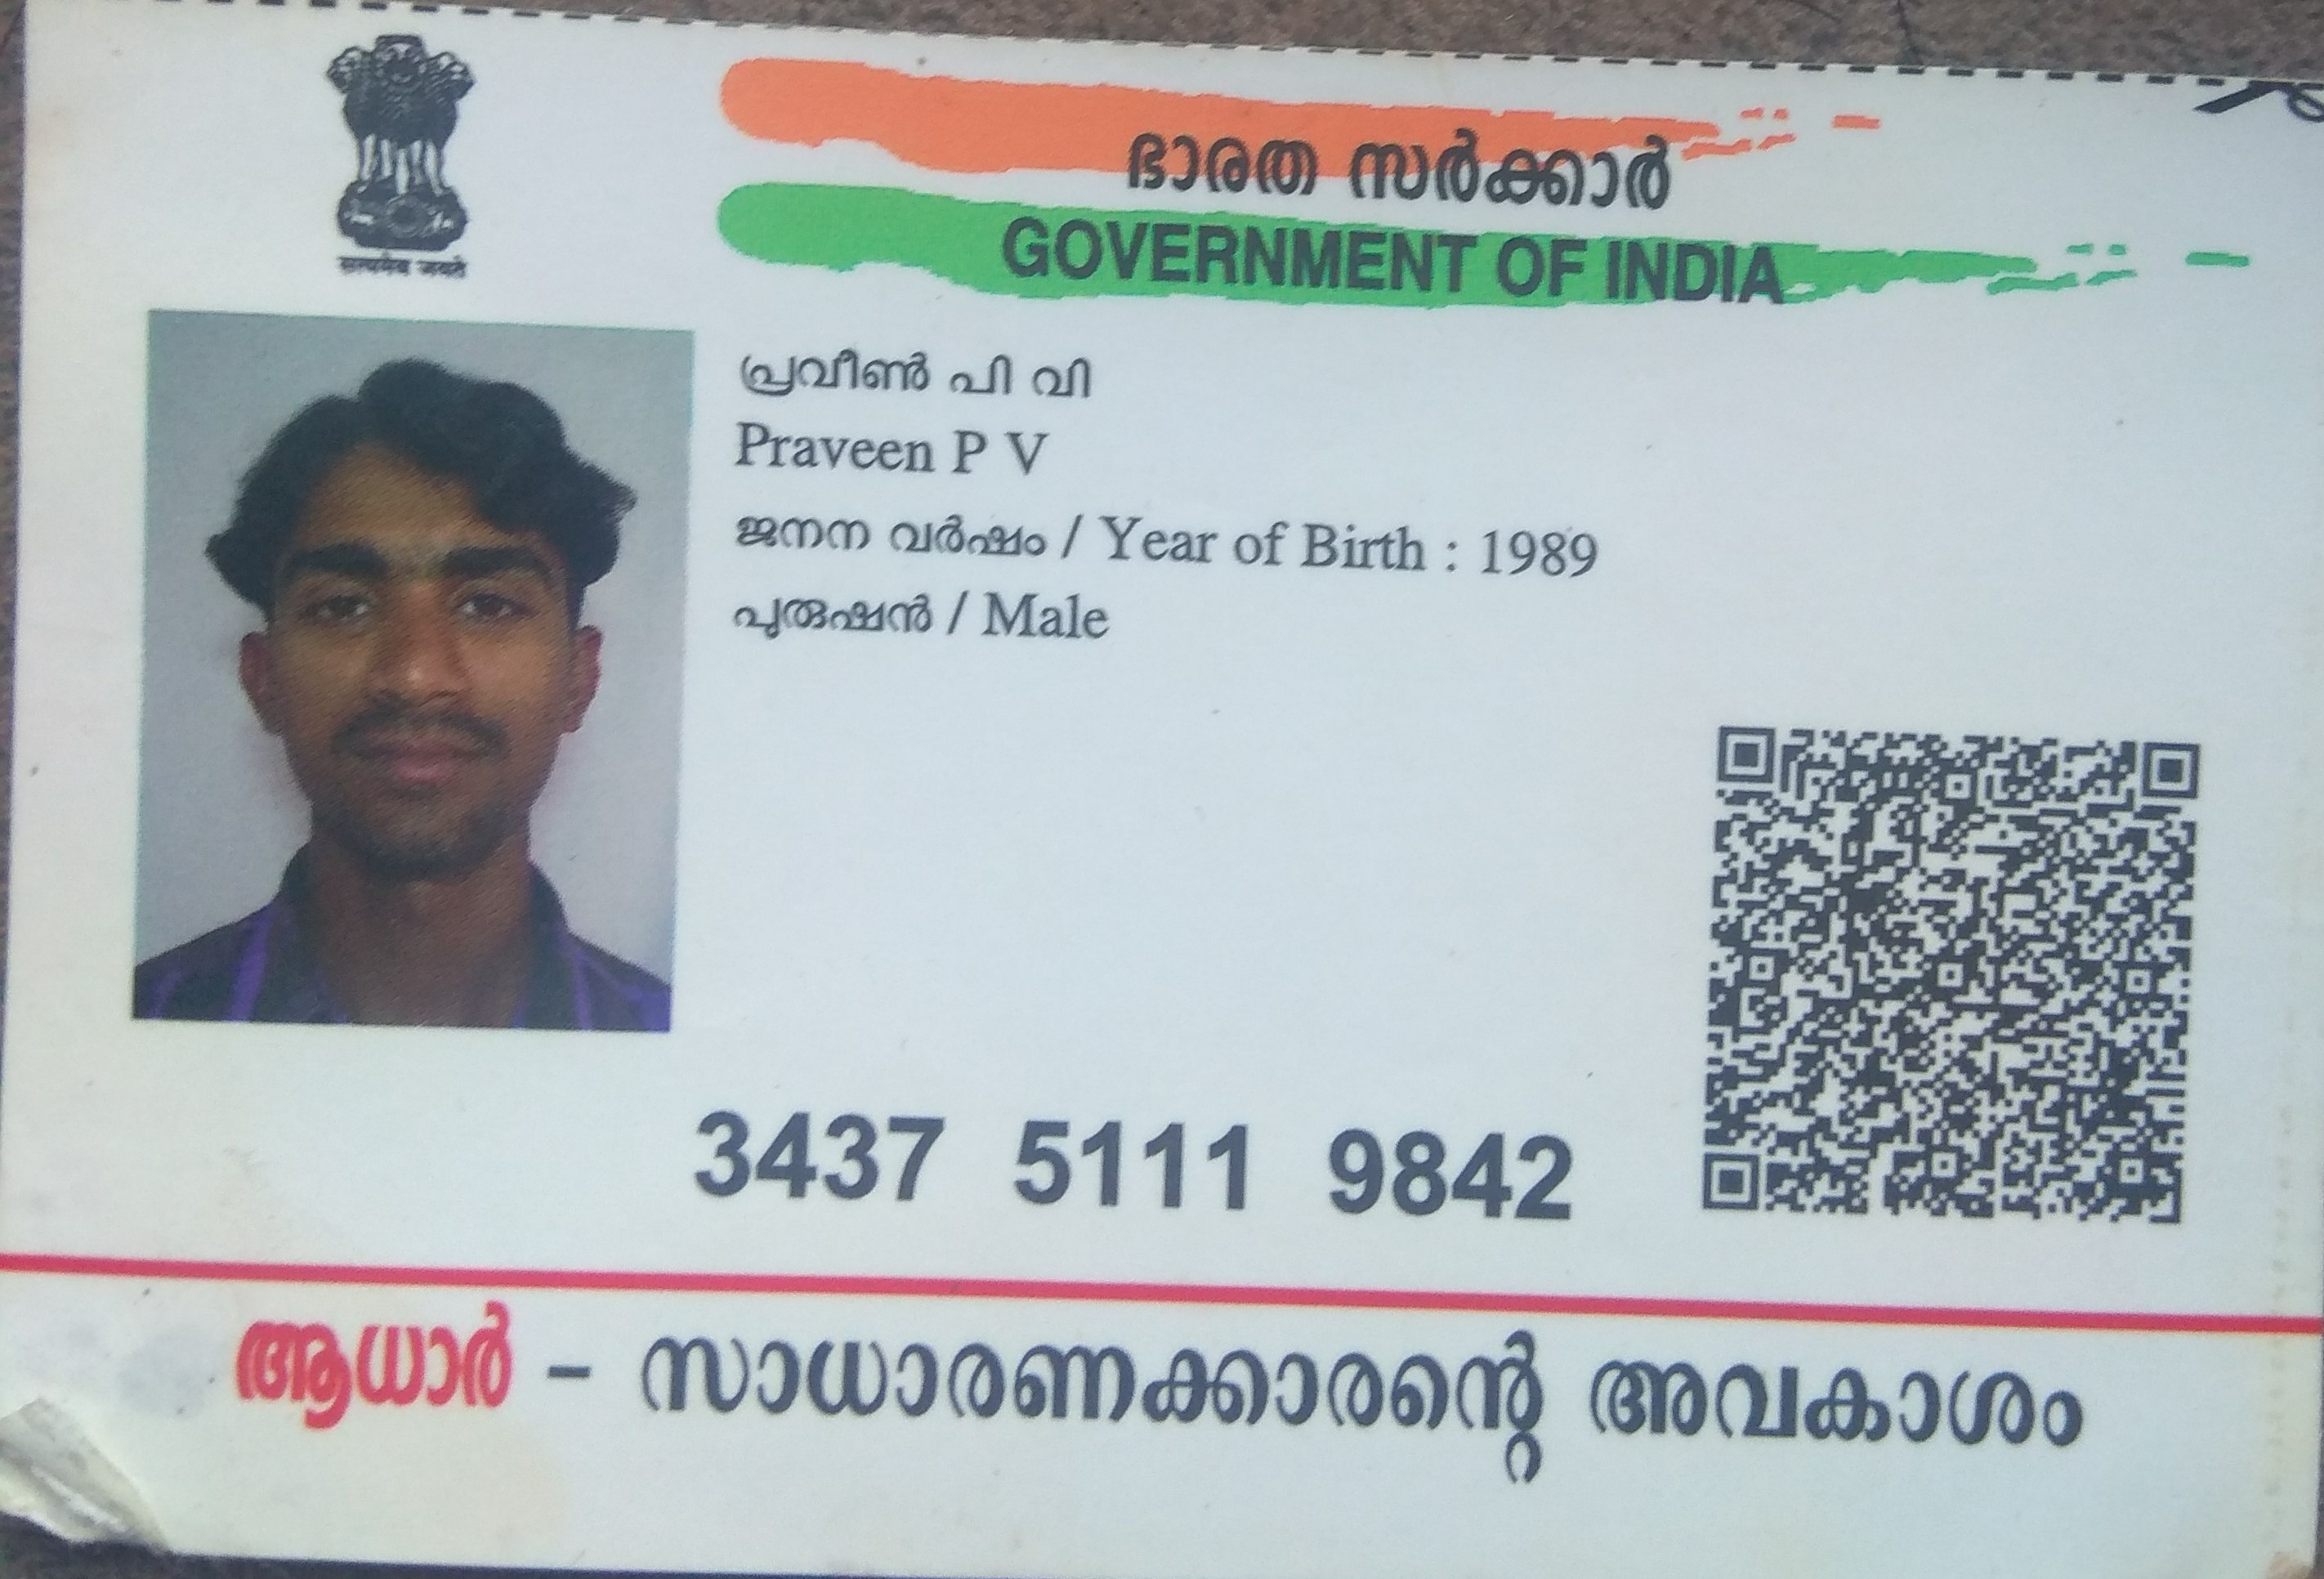 सत्यमेव जयते
ഭാരത സർക്കാർ
GOVERNMENT OF INDIA
പ്രവീൺ പി വി
Praveen P V
ജനന വർഷം / Year of Birth : 1989
പുരുഷൻ / Male
3437 5111 9842
ആധാർ – സാധാരണക്കാരന്റെ അവകാശം